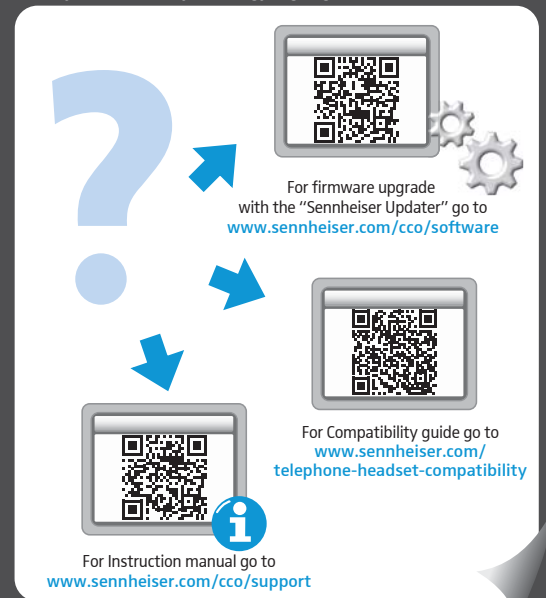 ?
For firmware upgrade
with the “Sennheiser Updater” go to
www.sennheiser.com/cco/software
For Compatibility guide go to
www.sennheiser.com/
telephone-headset-compatibility
i
For Instruction manual go to
www.sennheiser.com/cco/support